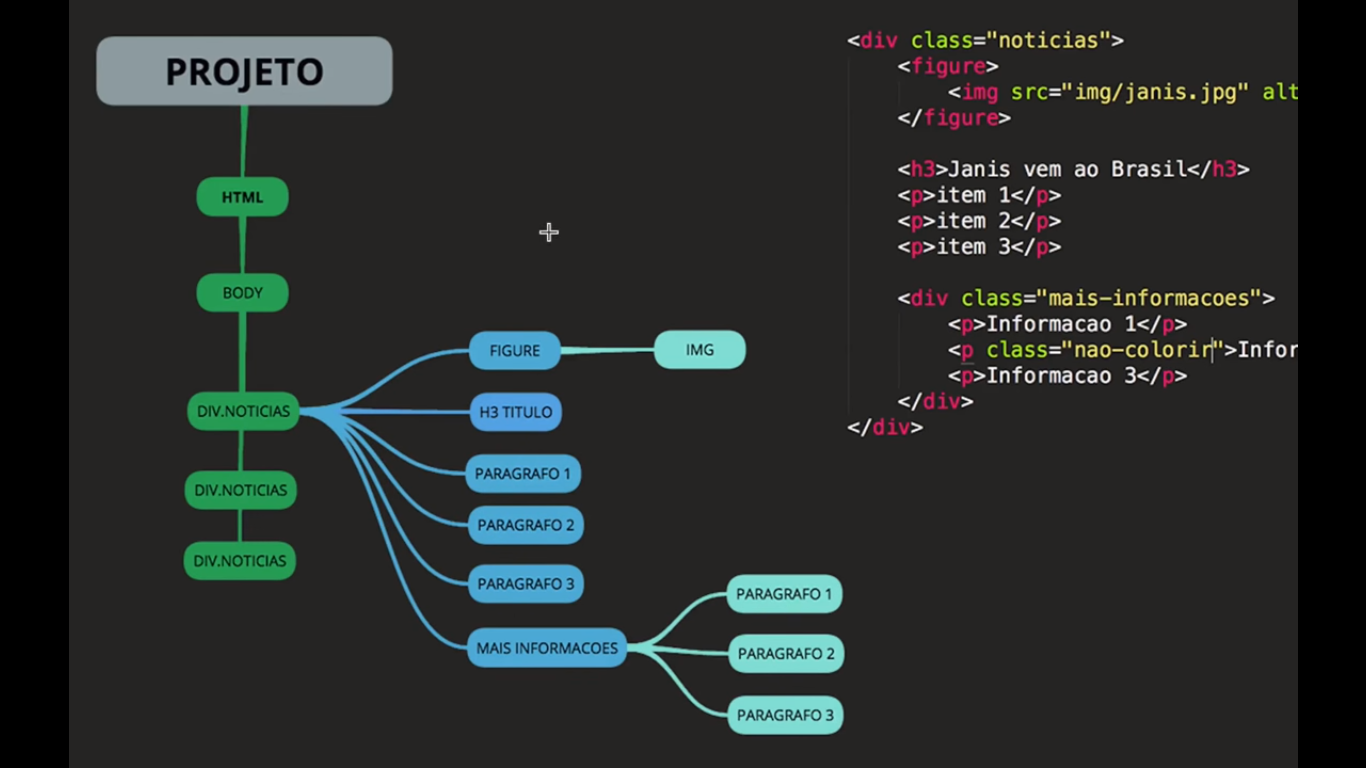 PROJETO
HTML
BODY
DIV.NOTICIAS
DIV.NOTICIAS
DIV.NOTICIAS
FIGURE
IMG
H3 TITULO
PARAGRAFO 1
PARAGRAFO 2
PARAGRAFO 3
MAIS INFORMACOES
PARAGRAFO 1
PARAGRAFO 2
PARAGRAFO 3
<div class="noticias">
<figure>
<img src="img/janis.jpg" alt
</figure>
<h3>Janis vem ao Brasil</h3>
<p>item 1</p>
<p>item 2</p>
<p>item 3</p>
<div class="mais-informacoes">
<p>Informacao 1</p>
<p class="nao-colorir">Infor
<p>Informacao 3</p>
</div>
</div>